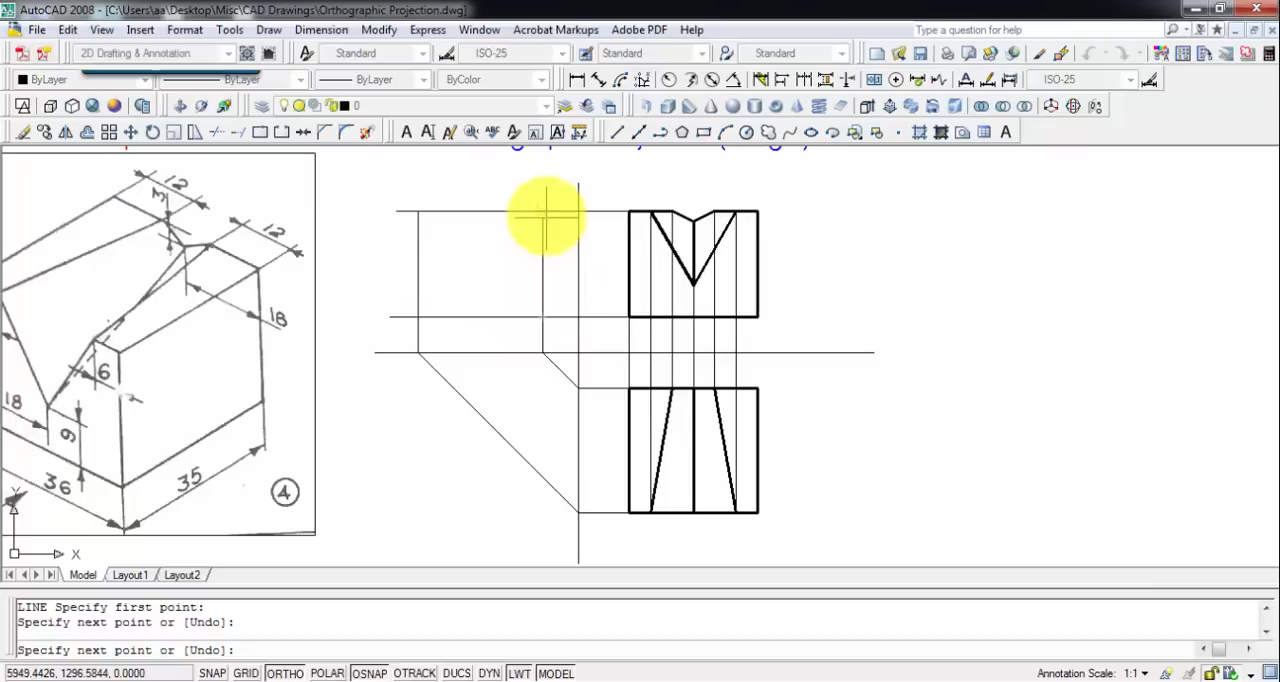 AutoCAD 2008 - [C:\Users\aa\Desktop\Misc\CAD Drawings\Orthographic Projection.dwg]
File Edit View Insert Format Tools Draw Dimension Modify Express Window Acrobat Markups Adobe PDF Help
Type a question for help
2D Drafting & Annotation Standard ISO-25 Standard Standard
ByLayer ByLayer ByLayer ByColor ISO-25
0
12
3
12
18
6
18
9
36
35
4
X
Model Layout1 Layout2
LINE Specify first point:
Specify next point or [Undo]:
Specify next point or [Undo]:
5949.4426, 1296.5844, 0.0000 SNAP GRID ORTHO POLAR OSNAP OTRACK DUCS DYN LWT MODEL Annotation Scale: 1:1